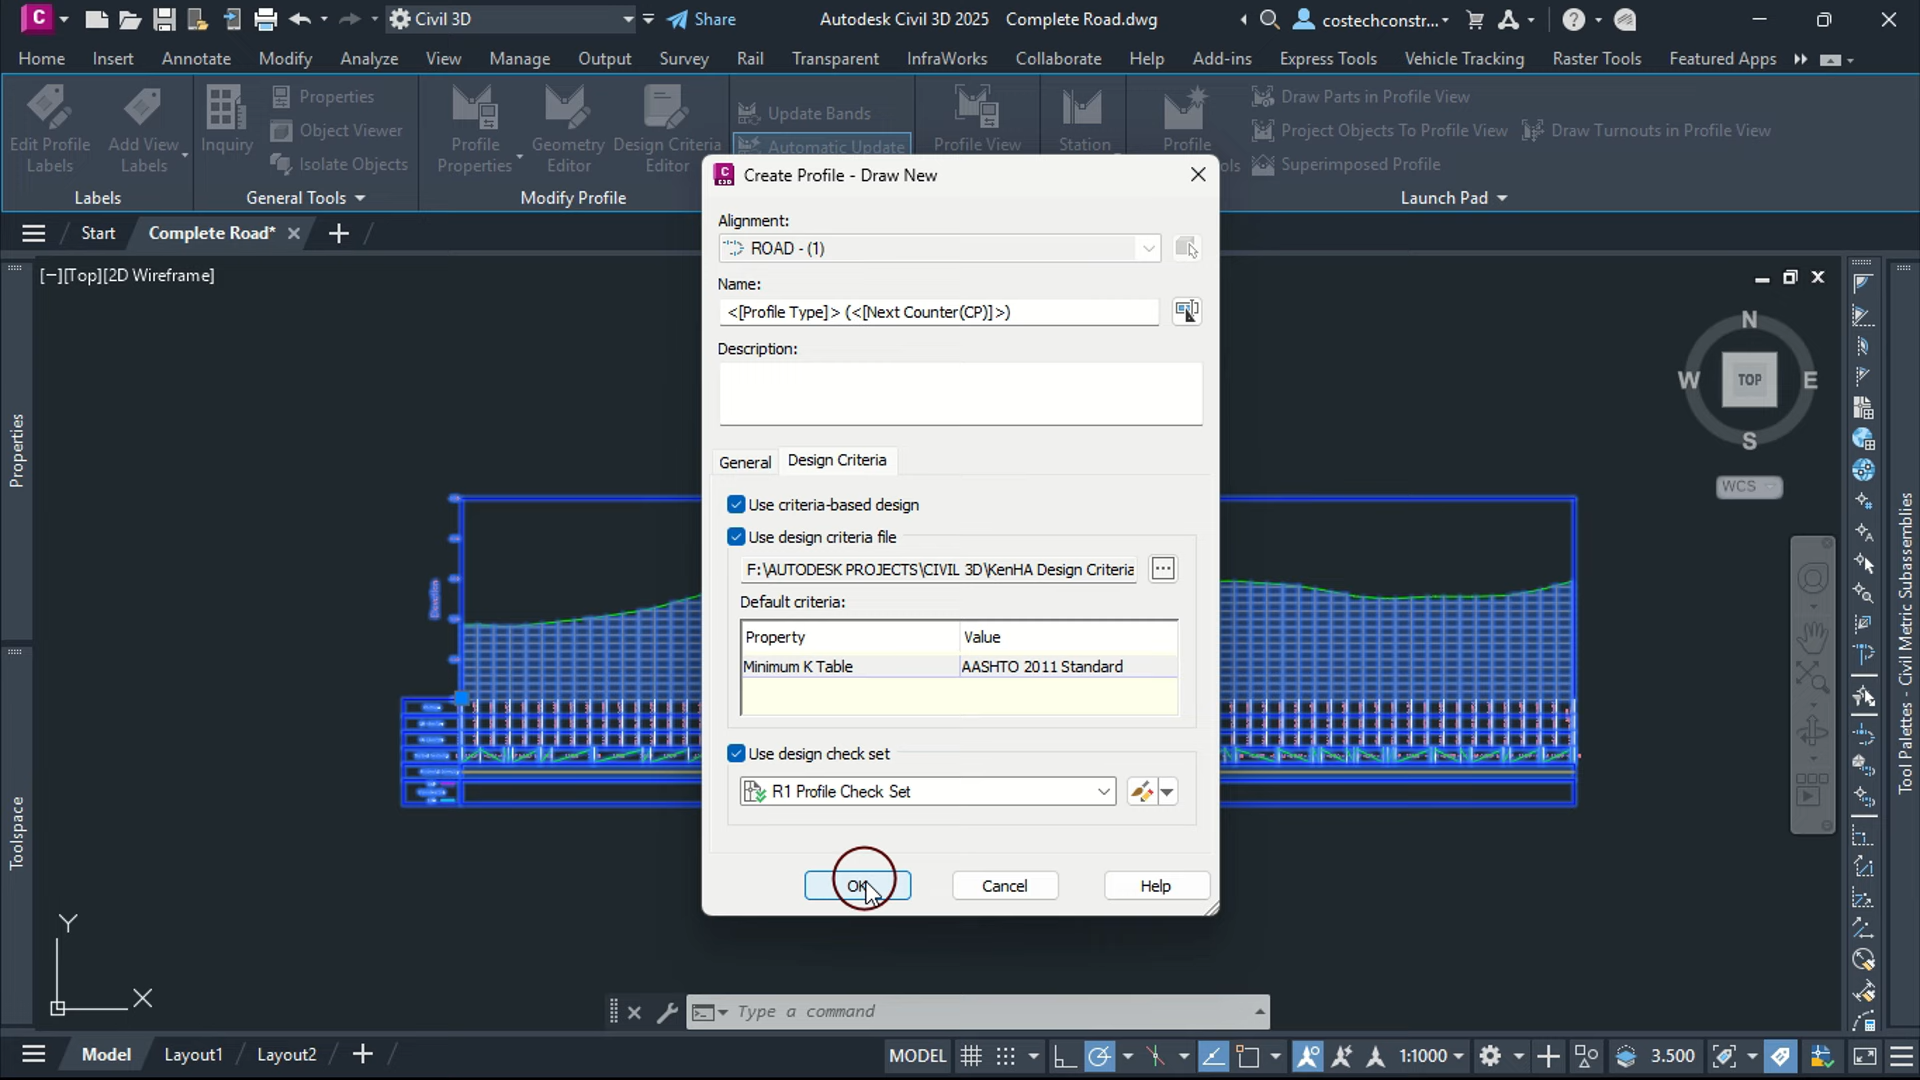 C Civil 3D Share Autodesk Civil 3D 2025 Complete Road.dwg costechconstr...
Home Insert Annotate Modify Analyze View Manage Output Survey Rail Transparent InfraWorks Collaborate Help Add-ins Express Tools Vehicle Tracking Raster Tools Featured Apps
Edit Profile Labels
Add View Labels
Inquiry
Properties
Object Viewer
Isolate Objects
Profile Properties
Geometry Editor
Design Criteria Editor
Update Bands
Automatic Update
Profile View
Station
Profile
Draw Parts in Profile View
Project Objects To Profile View
Draw Turnouts in Profile View
Superimposed Profile
Labels General Tools Modify Profile Launch Pad
Start Complete Road*
[−][Top][2D Wireframe]
Properties
Toolspace
Tool Palettes - Civil Metric Subassemblies
N
W TOP E
S
WCS
Elevation
C
C3D
Create Profile - Draw New
Alignment:
ROAD - (1)
Name:
<[Profile Type]> (<[Next Counter(CP)]>)
Description:
General Design Criteria
Use criteria-based design
Use design criteria file
F:\AUTODESK PROJECTS\CIVIL 3D\KenHA Design Criteria
Default criteria:
Property Value
Minimum K Table AASHTO 2011 Standard
Use design check set
R1 Profile Check Set
OK Cancel Help
Y
X
Type a command
Model Layout1 Layout2
MODEL 1:1000 3.500